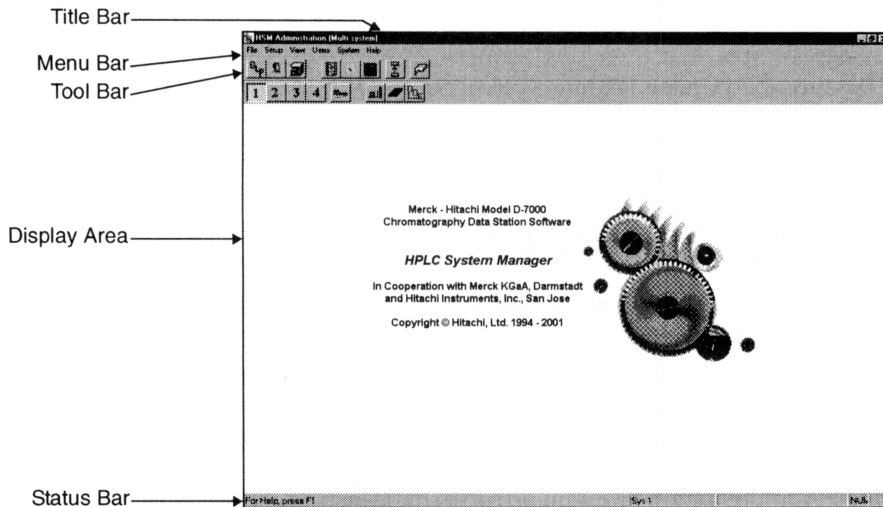 Title Bar
HSM Administration (Multi system)
Menu Bar
File Setup View Users System Help
Tool Bar
1 2 3 4
Merck - Hitachi Model D-7000
Chromatography Data Station Software
Display Area
HPLC System Manager
In Cooperation with Merck KGaA, Darmstadt
and Hitachi Instruments, Inc., San Jose
Copyright © Hitachi, Ltd. 1994 - 2001
Status Bar
For Help, press F1 Sys 1 NUM